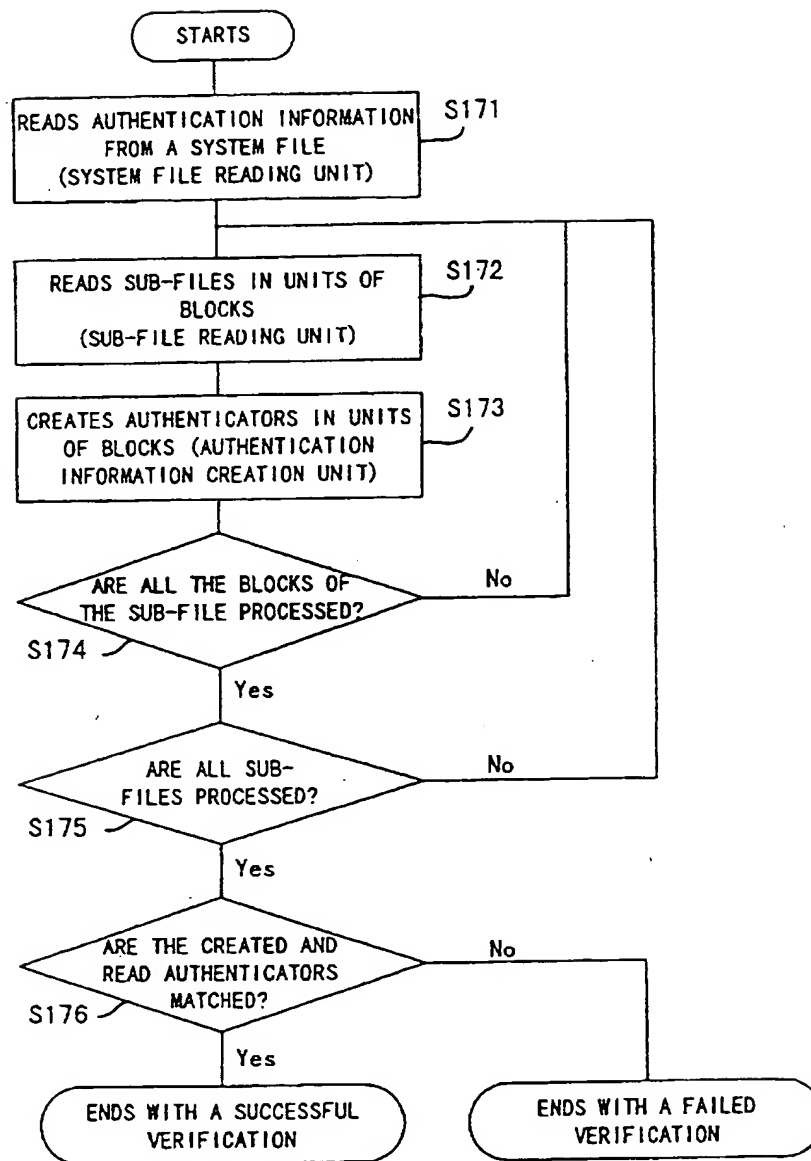 STARTS
READS AUTHENTICATION INFORMATION
FROM A SYSTEM FILE
(SYSTEM FILE READING UNIT)
S171
READS SUB-FILES IN UNITS OF
BLOCKS
(SUB-FILE READING UNIT)
S172
CREATES AUTHENTICATORS IN UNITS
OF BLOCKS (AUTHENTICATION
INFORMATION CREATION UNIT)
S173
ARE ALL THE BLOCKS OF
THE SUB-FILE PROCESSED?
No
S174
Yes
ARE ALL SUB-
FILES PROCESSED?
No
S175
Yes
ARE THE CREATED AND
READ AUTHENTICATORS
MATCHED?
No
S176
Yes
ENDS WITH A SUCCESSFUL
VERIFICATION
ENDS WITH A FAILED
VERIFICATION